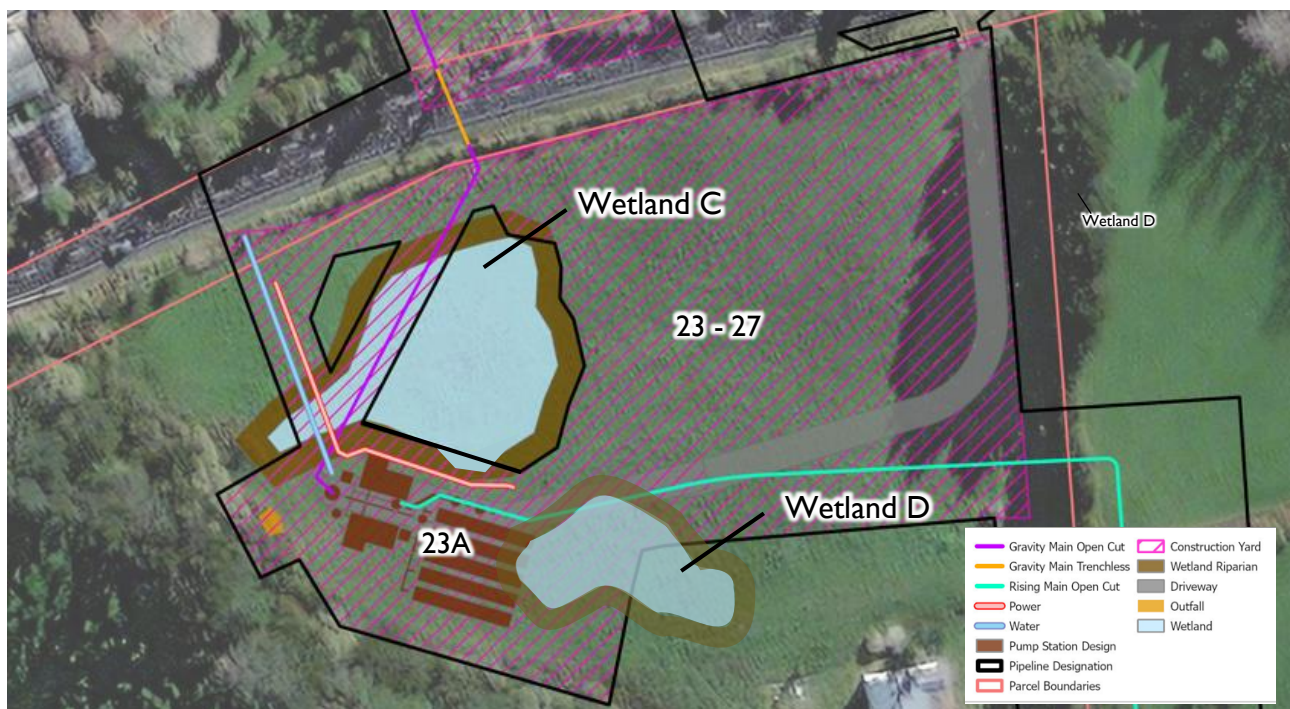 Wetland C
Wetland D
23 - 27
Wetland D
23A
Gravity Main Open Cut
Gravity Main Trenchless
Rising Main Open Cut
Power
Water
Pump Station Design
Pipeline Designation
Parcel Boundaries
Construction Yard
Wetland Riparian
Driveway
Outfall
Wetland